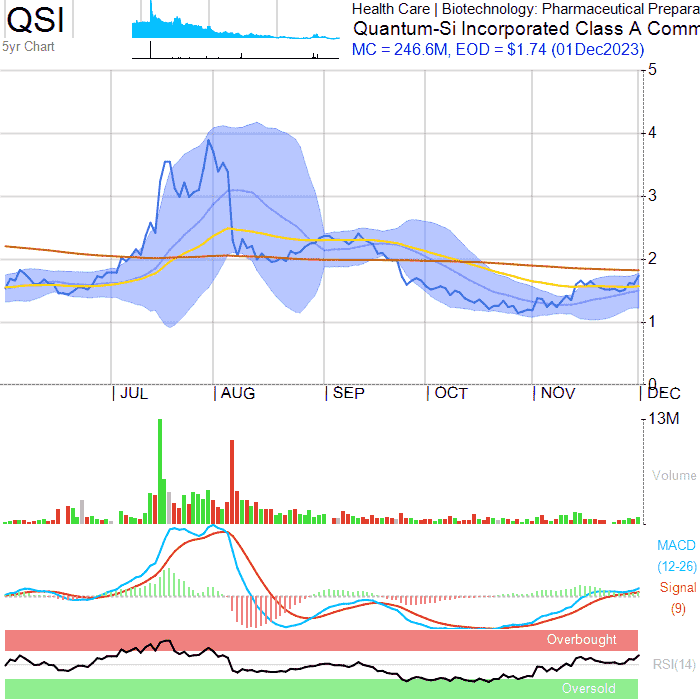 QSI
5yr Chart
Health Care | Biotechnology: Pharmaceutical Prepara
Quantum-Si Incorporated Class A Comm
MC = 246.6M, EOD = $1.74 (01Dec2023)
5
4
3
2
1
0
JUL AUG SEP OCT NOV DEC
13M
Volume
MACD
(12-26)
Signal
(9)
Overbought
RSI(14)
Oversold